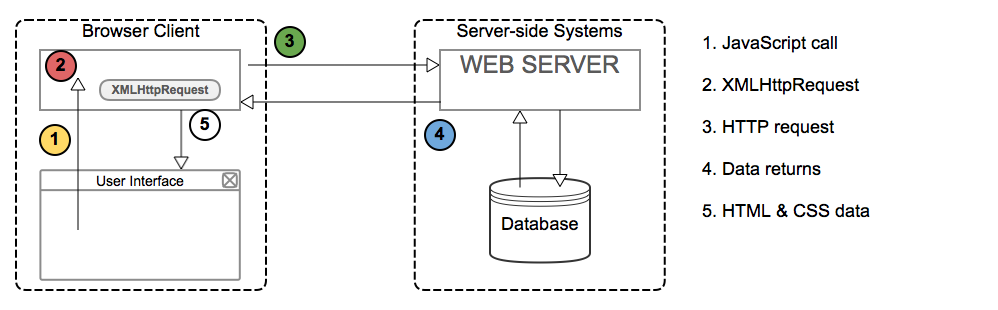 Browser Client
Server-side Systems
3
2
XMLHttpRequest
WEB SERVER
1
5
4
User Interface
Database
1. JavaScript call
2. XMLHttpRequest
3. HTTP request
4. Data returns
5. HTML & CSS data